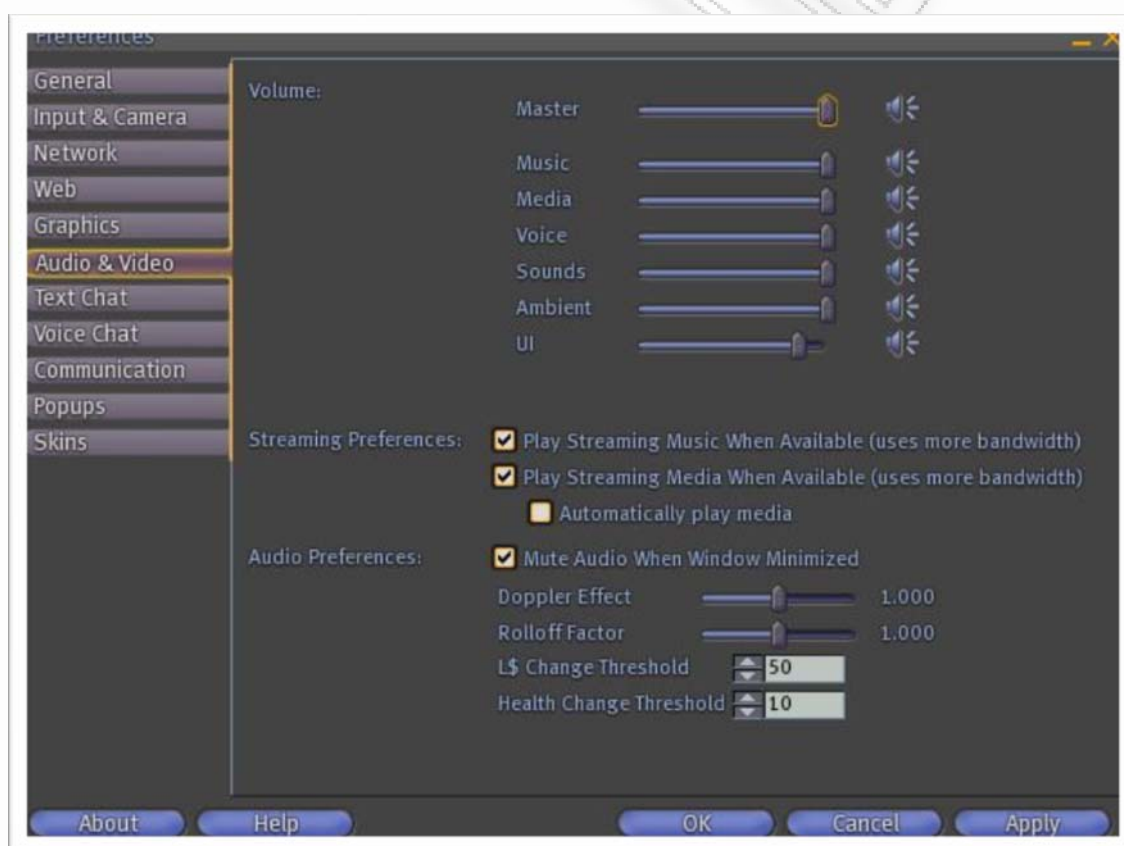 Preferences
General
Input & Camera
Network
Web
Graphics
Audio & Video
Text Chat
Voice Chat
Communication
Popups
Skins
Volume:
Master
Music
Media
Voice
Sounds
Ambient
UI
Streaming Preferences:
Play Streaming Music When Available (uses more bandwidth)
Play Streaming Media When Available (uses more bandwidth)
Automatically play media
Audio Preferences:
Mute Audio When Window Minimized
Doppler Effect 1.000
Rolloff Factor 1.000
L$ Change Threshold 50
Health Change Threshold 10
About Help OK Cancel Apply